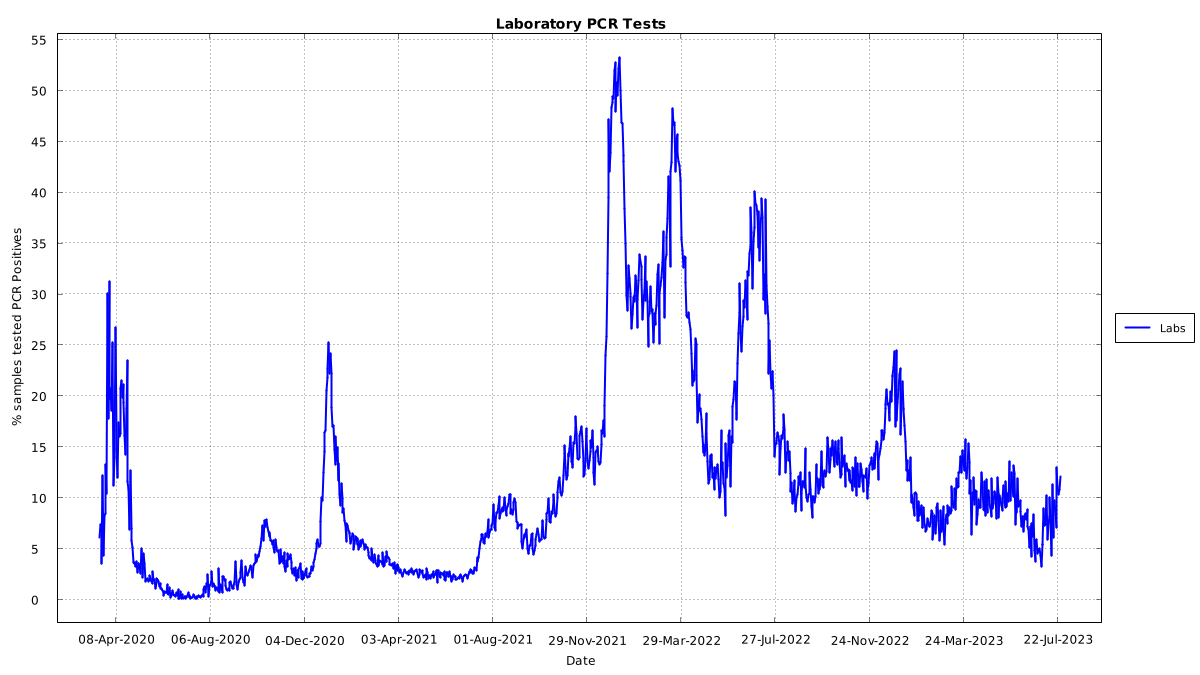 Laboratory PCR Tests
% samples tested PCR Positives
55
50
45
40
35
30
25
20
15
10
5
0
08-Apr-2020 06-Aug-2020 04-Dec-2020 03-Apr-2021 01-Aug-2021 29-Nov-2021 29-Mar-2022 27-Jul-2022 24-Nov-2022 24-Mar-2023 22-Jul-2023
Date
Labs